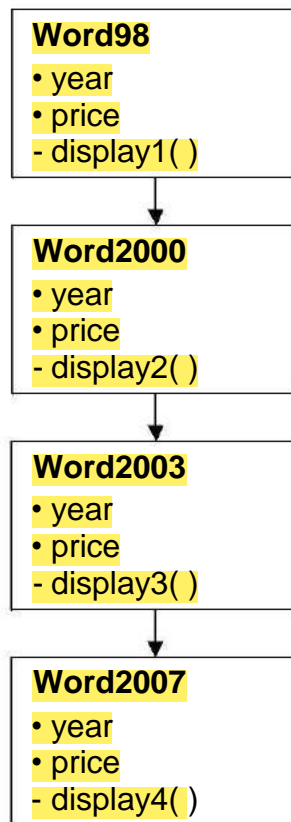 Word98
• year
• price
- display1( )
Word2000
• year
• price
- display2( )
Word2003
• year
• price
- display3( )
Word2007
• year
• price
- display4( )